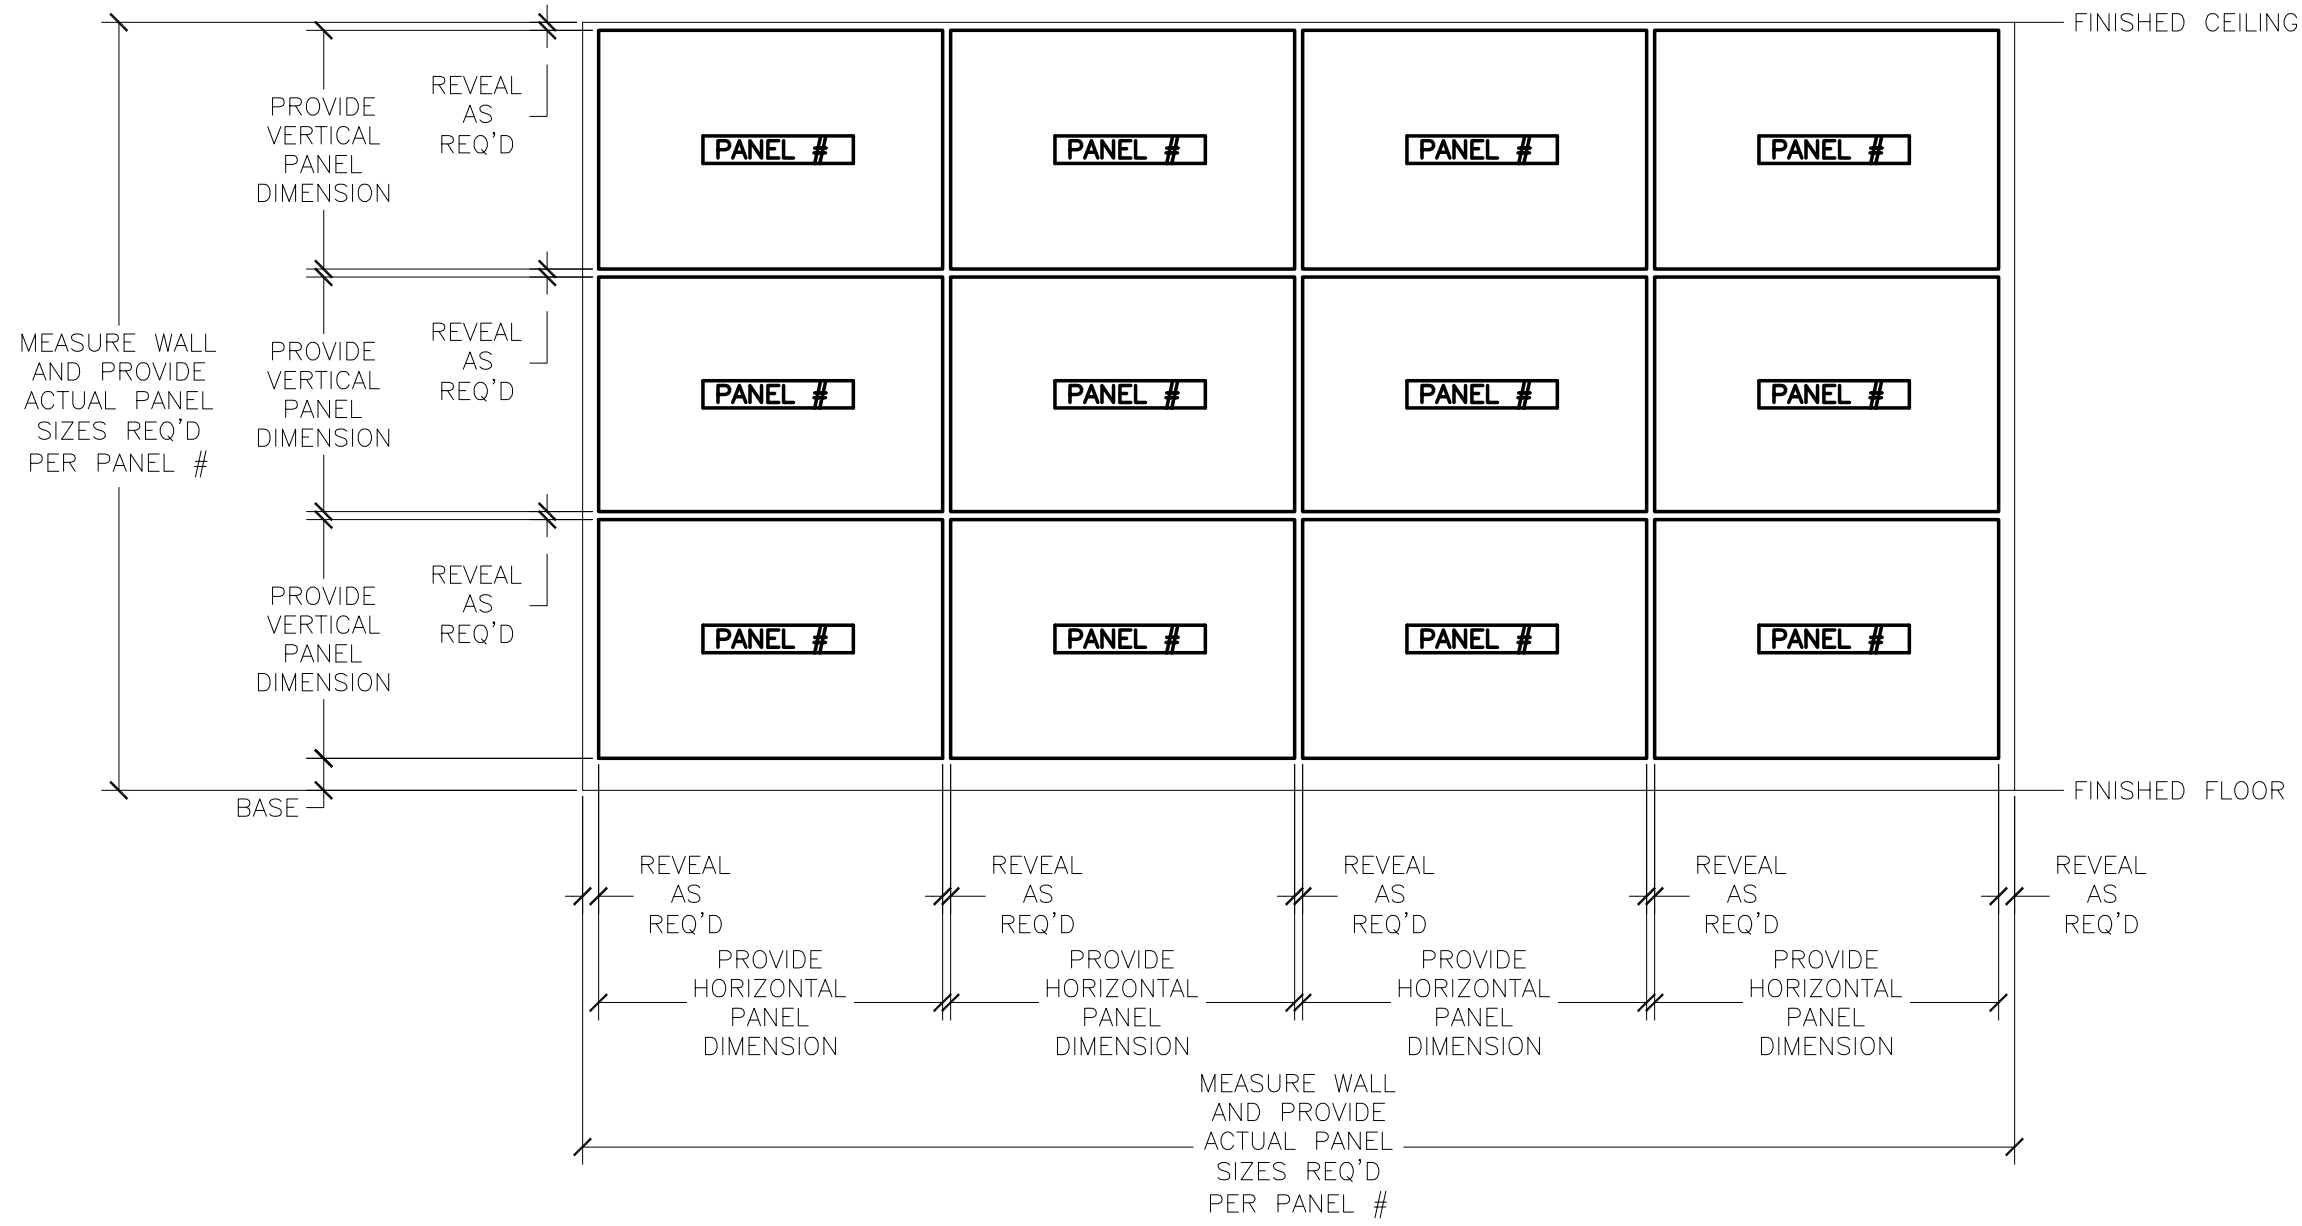 FINISHED CEILING
REVEAL
AS
REQ'D
PROVIDE
VERTICAL
PANEL
DIMENSION
PANEL #
PANEL #
PANEL #
PANEL #
MEASURE WALL
AND PROVIDE
ACTUAL PANEL
SIZES REQ'D
PER PANEL #
PROVIDE
VERTICAL
PANEL
DIMENSION
REVEAL
AS
REQ'D
PANEL #
PANEL #
PANEL #
PANEL #
PROVIDE
VERTICAL
PANEL
DIMENSION
REVEAL
AS
REQ'D
PANEL #
PANEL #
PANEL #
PANEL #
BASE
FINISHED FLOOR
REVEAL
AS
REQ'D
REVEAL
AS
REQ'D
REVEAL
AS
REQ'D
REVEAL
AS
REQ'D
REVEAL
AS
REQ'D
PROVIDE
HORIZONTAL
PANEL
DIMENSION
PROVIDE
HORIZONTAL
PANEL
DIMENSION
PROVIDE
HORIZONTAL
PANEL
DIMENSION
PROVIDE
HORIZONTAL
PANEL
DIMENSION
MEASURE WALL
AND PROVIDE
ACTUAL PANEL
SIZES REQ'D
PER PANEL #